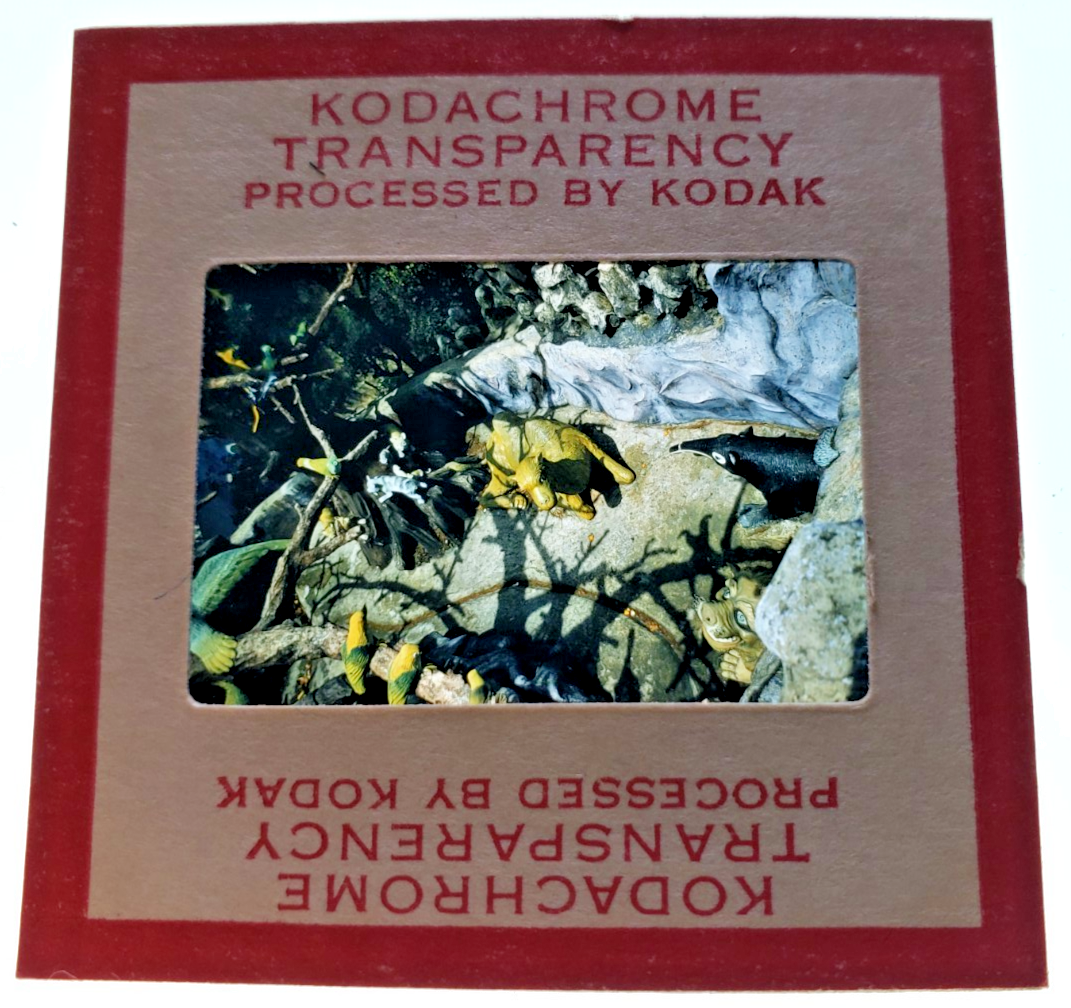 KODACHROME
TRANSPARENCY
PROCESSED BY KODAK
KODACHROME
TRANSPARENCY
PROCESSED BY KODAK